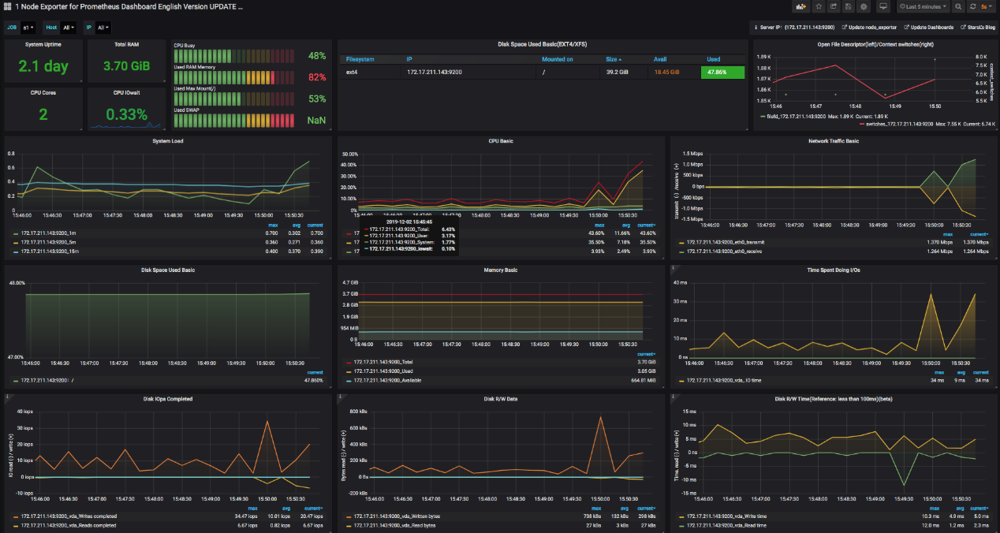 1 Node Exporter for Prometheus Dashboard English Version UPDATE ...
Last 5 minutes
5s
JOB s1 Host All IP All
Server IP: {172.17.211.143:9200} Update node_exporter Update Dashboards StarsL's Blog
System Uptime
2.1 day
Total RAM
3.70 GiB
CPU Cores
2
CPU IOwait
0.33%
CPU Busy
48%
Used RAM Memory
82%
Used Max Mount(/)
53%
Used SWAP
NaN
Disk Space Used Basic(EXT4/XFS)
Filesystem IP Mounted on Size Avail Used
ext4 172.17.211.143:9200 / 39.2 GiB 18.45 GiB 47.86%
Open File Descriptor(left)/Context switches(right)
1.89 K
1.88 K
1.87 K
1.86 K
1.85 K
8.0 K
7.5 K
7.0 K
6.5 K
6.0 K
5.5 K
context_switches
15:46 15:47 15:48 15:49 15:50
filefd_172.17.211.143:9200 Max: 1.89 K Current: 1.89 K
switches_172.17.211.143:9200 Max: 7.55 K Current: 6.74 K
System Load
0.8
0.6
0.4
0.2
0
15:46:00 15:46:30 15:47:00 15:47:30 15:48:00 15:48:30 15:49:00 15:49:30 15:50:00 15:50:30
max avg current
172.17.211.143:9200_1m 0.700 0.302 0.700
172.17.211.143:9200_5m 0.360 0.271 0.360
172.17.211.143:9200_15m 0.400 0.370 0.390
CPU Basic
50.00%
40.00%
30.00%
20.00%
10.00%
0%
15:49:00 15:49:30 15:50:00 15:50:30
2019-12-02 15:45:45
172.17.211.143:9200_Total: 6.43%
172.17.211.143:9200_User: 3.17%
172.17.211.143:9200_System: 1.77%
172.17.211.143:9200_Iowait: 0.10%
max avg current
43.60% 11.66% 43.60%
35.50% 7.18% 35.50%
3.93% 2.49% 3.93%
Network Traffic Basic
1.5 Mbps
1.0 Mbps
500 kbps
0 bps
-500 kbps
-1.0 Mbps
-1.5 Mbps
transmit (-) /receive (+)
15:46:00 15:46:30 15:47:00 15:47:30 15:48:00 15:48:30 15:49:00 15:49:30 15:50:00 15:50:30
max current
172.17.211.143:9200_eth0_transmit 1.370 Mbps 1.370 Mbps
172.17.211.143:9200_eth0_receive 1.264 Mbps 1.264 Mbps
Disk Space Used Basic
48.00%
47.00%
15:46:00 15:46:30 15:47:00 15:47:30 15:48:00 15:48:30 15:49:00 15:49:30 15:50:00 15:50:30
current
172.17.211.143:9200: / 47.860%
Memory Basic
4.7 GiB
3.7 GiB
2.8 GiB
1.9 GiB
954 MiB
0 B
15:46:00 15:46:30 15:47:00 15:47:30 15:48:00 15:48:30 15:49:00 15:49:30 15:50:00 15:50:30
current
172.17.211.143:9200_Total 3.70 GiB
172.17.211.143:9200_Used 3.05 GiB
172.17.211.143:9200_Avaliable 664.81 MiB
Time Spent Doing I/Os
40 ms
30 ms
20 ms
10 ms
0 ns
15:46:00 15:46:30 15:47:00 15:47:30 15:48:00 15:48:30 15:49:00 15:49:30 15:50:00 15:50:30
max avg current
172.17.211.143:9200_vda_ IO time 34 ms 9 ms 34 ms
Disk IOps Completed
40 iops
30 iops
20 iops
10 iops
0 iops
-10 iops
IO read (-) / write (+)
15:46:00 15:46:30 15:47:00 15:47:30 15:48:00 15:48:30 15:49:00 15:49:30 15:50:00 15:50:30
max avg current
172.17.211.143:9200_vda_Writes completed 34.47 iops 10.01 iops 20.47 iops
172.17.211.143:9200_vda_Reads completed 6.67 iops 0.82 iops 6.67 iops
Disk R/W Data
800 kBs
600 kBs
400 kBs
200 kBs
0 Bs
-200 kBs
Bytes read (-) / write (+)
15:46:00 15:46:30 15:47:00 15:47:30 15:48:00 15:48:30 15:49:00 15:49:30 15:50:00 15:50:30
max avg current
172.17.211.143:9200_vda_Written bytes 738 kBs 132 kBs 298 kBs
172.17.211.143:9200_vda_Read bytes 27 kBs 3 kBs 27 kBs
Disk R/W Time(Reference: less than 100ms)(beta)
15 ms
10 ms
5 ms
0 ns
-5 ms
-10 ms
-15 ms
Time. read (-) / write (+)
15:46:00 15:46:30 15:47:00 15:47:30 15:48:00 15:48:30 15:49:00 15:49:30 15:50:00 15:50:30
max avg current
172.17.211.143:9200_vda_Write time 10.3 ms 4.9 ms 5.0 ms
172.17.211.143:9200_vda_Read time 12.0 ms 1.2 ms 2.3 ms